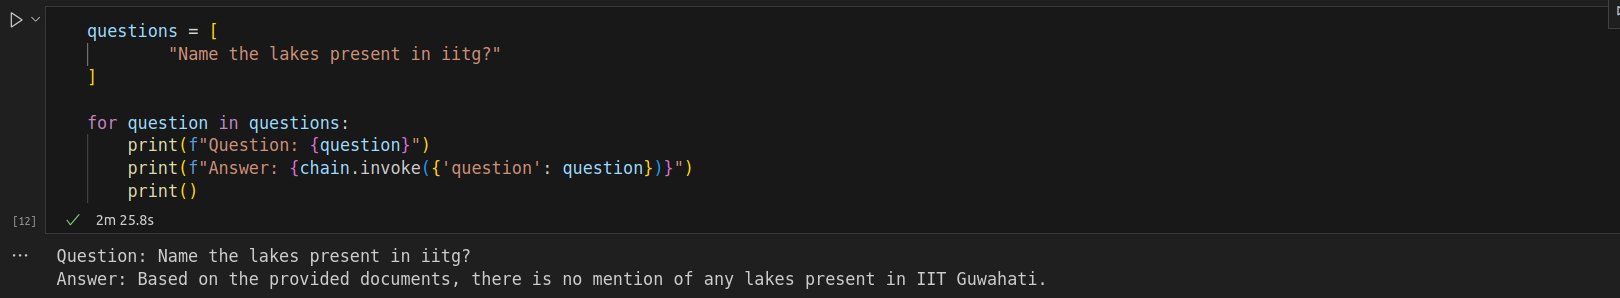 questions = [
        "Name the lakes present in iitg?"
]
for question in questions:
    print(f"Question: {question}")
    print(f"Answer: {chain.invoke({'question': question})}")
    print()
[12]
2m 25.8s
Question: Name the lakes present in iitg?
Answer: Based on the provided documents, there is no mention of any lakes present in IIT Guwahati.